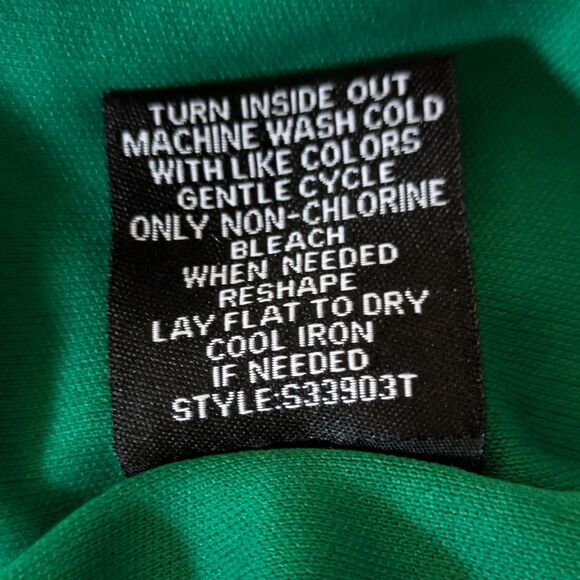 TURN INSIDE OUT
MACHINE WASH COLD
WITH LIKE COLORS
GENTLE CYCLE
ONLY NON-CHLORINE
BLEACH
WHEN NEEDED
RESHAPE
LAY FLAT TO DRY
COOL IRON
IF NEEDED
STYLE:S33903T